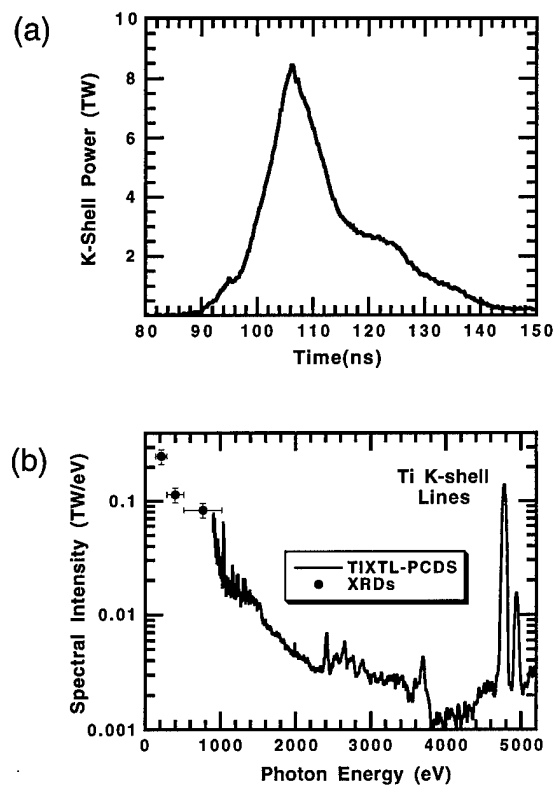 (a)
K-Shell Power (TW)
10
8
6
4
2
80 90 100 110 120 130 140 150
Time(ns)
(b)
Spectral Intensity (TW/eV)
0.1
0.01
0.001
Ti K-shell
Lines
TIXTL-PCDS
XRDs
0 1000 2000 3000 4000 5000
Photon Energy (eV)